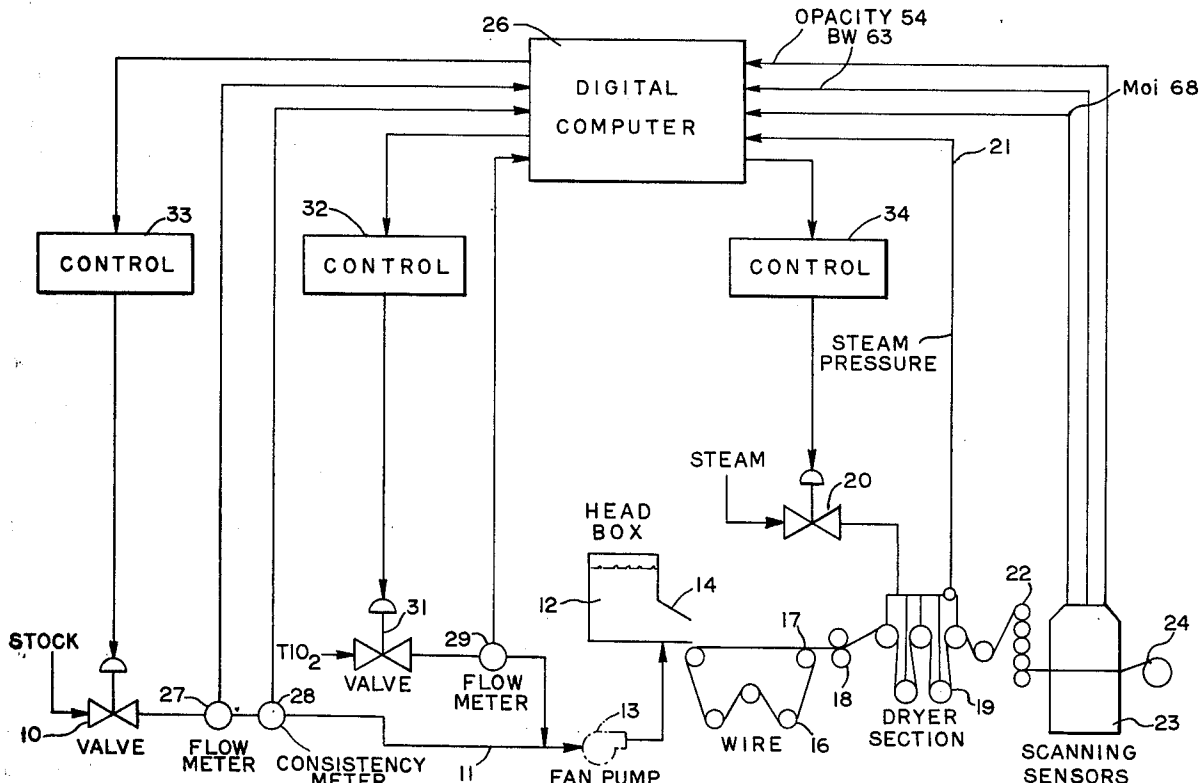 26
OPACITY 54
BW 63
Moi 68
DIGITAL
COMPUTER
21
33
CONTROL
32
CONTROL
34
CONTROL
STEAM
PRESSURE
STEAM
20
HEAD
BOX
12
14
17
18
22
24
31
29
TIO2
VALVE
FLOW
METER
STOCK
10
VALVE
27
FLOW
METER
28
CONSISTENCY
METER
11
13
FAN PUMP
WIRE
16
DRYER
SECTION
19
23
SCANNING
SENSORS